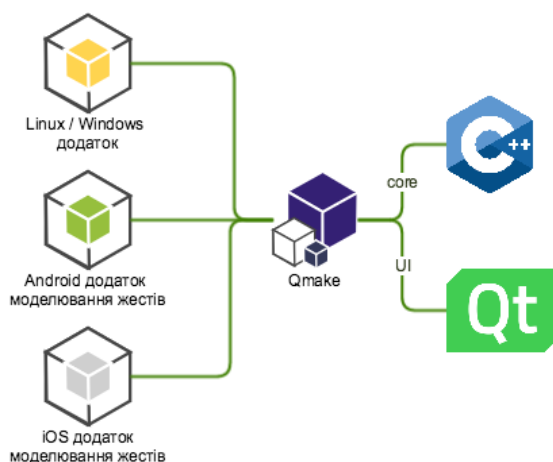 Linux / Windows
додаток
Android додаток
моделювання жестів
iOS додаток
моделювання жестів
Qmake
core
UI
C++
Qt